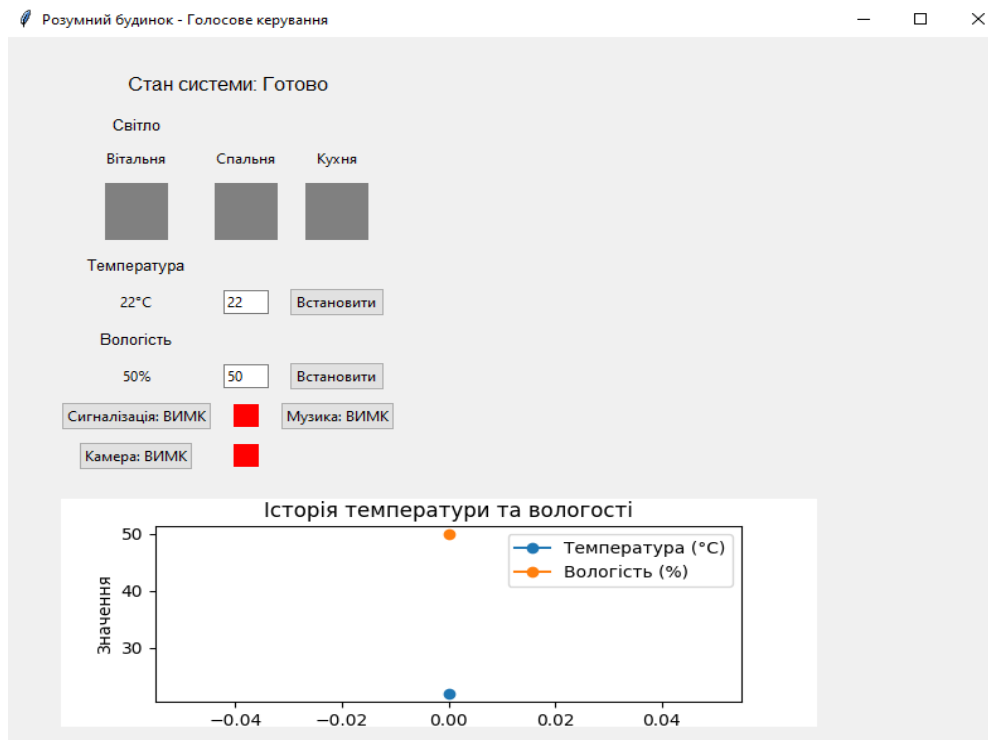 Розумний будинок - Голосове керування
Стан системи: Готово
Світло
Вітальня Спальня Кухня
Температура
22°C 22 Встановити
Вологість
50% 50 Встановити
Сигналізація: ВИМК Музика: ВИМК
Камера: ВИМК
Історія температури та вологості
50
40
30
Значення
Температура (°C)
Вологість (%)
−0.04 −0.02 0.00 0.02 0.04